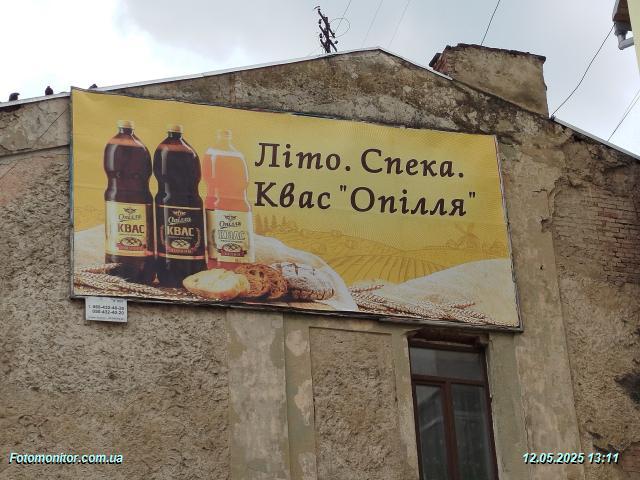 Літо. Спека.
Квас "Опілля"
Опілля
КВАС
Опілля
КВАС
Опілля
КВАС
Fotomonitor.com.ua
12.05.2025 13:11